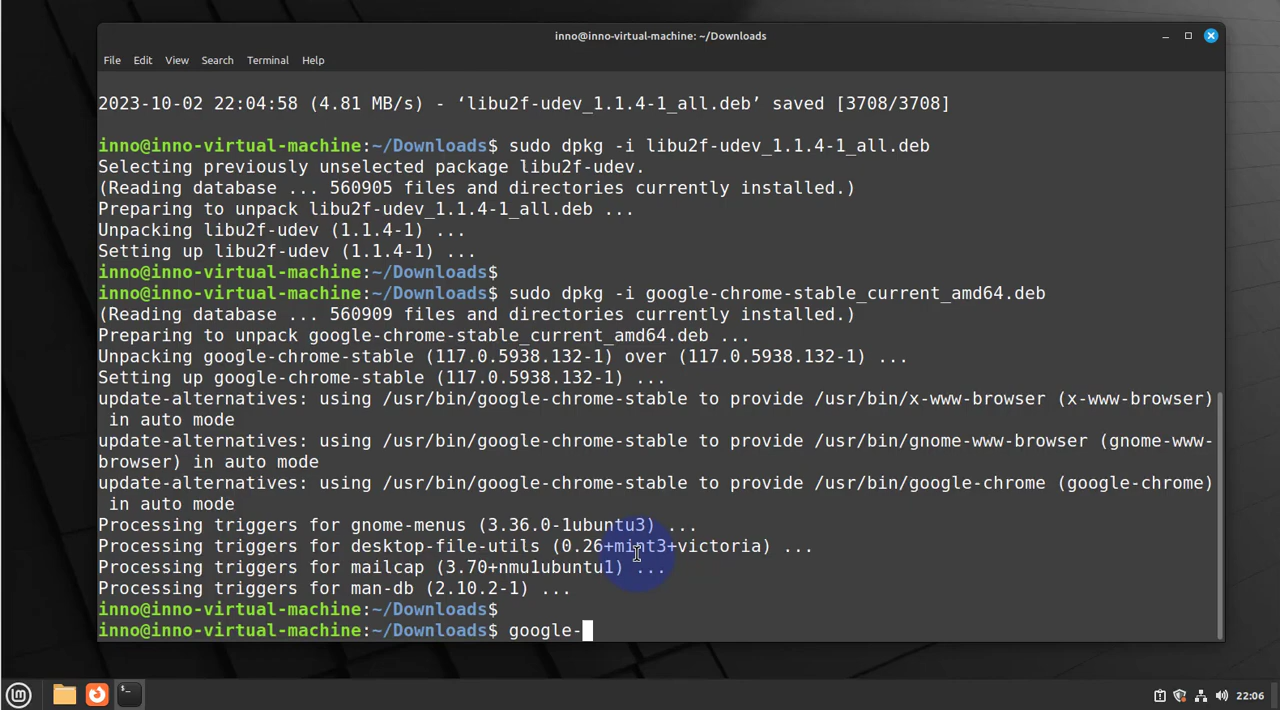 inno@inno-virtual-machine: ~/Downloads
File Edit View Search Terminal Help
2023-10-02 22:04:58 (4.81 MB/s) - ‘libu2f-udev_1.1.4-1_all.deb’ saved [3708/3708]
inno@inno-virtual-machine:~/Downloads$ sudo dpkg -i libu2f-udev_1.1.4-1_all.deb
Selecting previously unselected package libu2f-udev.
(Reading database ... 560905 files and directories currently installed.)
Preparing to unpack libu2f-udev_1.1.4-1_all.deb ...
Unpacking libu2f-udev (1.1.4-1) ...
Setting up libu2f-udev (1.1.4-1) ...
inno@inno-virtual-machine:~/Downloads$
inno@inno-virtual-machine:~/Downloads$ sudo dpkg -i google-chrome-stable_current_amd64.deb
(Reading database ... 560909 files and directories currently installed.)
Preparing to unpack google-chrome-stable_current_amd64.deb ...
Unpacking google-chrome-stable (117.0.5938.132-1) over (117.0.5938.132-1) ...
Setting up google-chrome-stable (117.0.5938.132-1) ...
update-alternatives: using /usr/bin/google-chrome-stable to provide /usr/bin/x-www-browser (x-www-browser)
in auto mode
update-alternatives: using /usr/bin/google-chrome-stable to provide /usr/bin/gnome-www-browser (gnome-www-
browser) in auto mode
update-alternatives: using /usr/bin/google-chrome-stable to provide /usr/bin/google-chrome (google-chrome)
in auto mode
Processing triggers for gnome-menus (3.36.0-1ubuntu3) ...
Processing triggers for desktop-file-utils (0.26+mint3+victoria) ...
Processing triggers for mailcap (3.70+nmu1ubuntu1) ...
Processing triggers for man-db (2.10.2-1) ...
inno@inno-virtual-machine:~/Downloads$
inno@inno-virtual-machine:~/Downloads$ google-
22:06